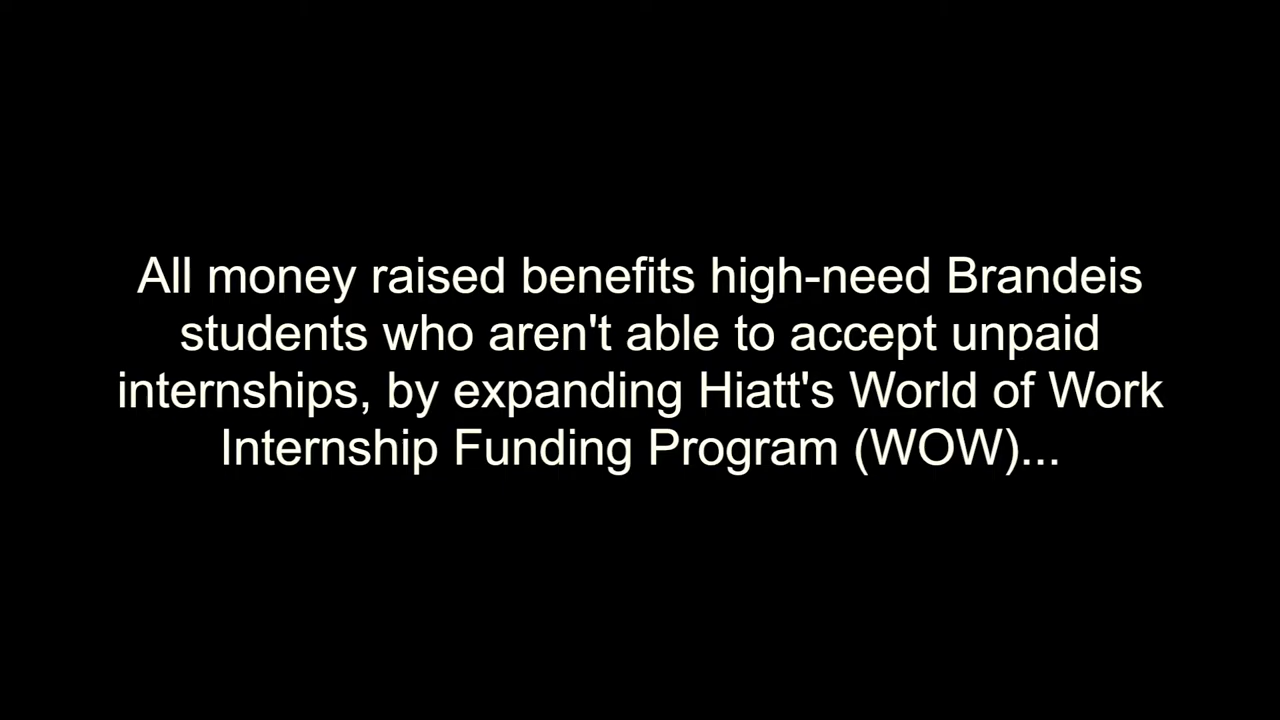 All money raised benefits high-need Brandeis
students who aren't able to accept unpaid
internships, by expanding Hiatt's World of Work
Internship Funding Program (WOW)...